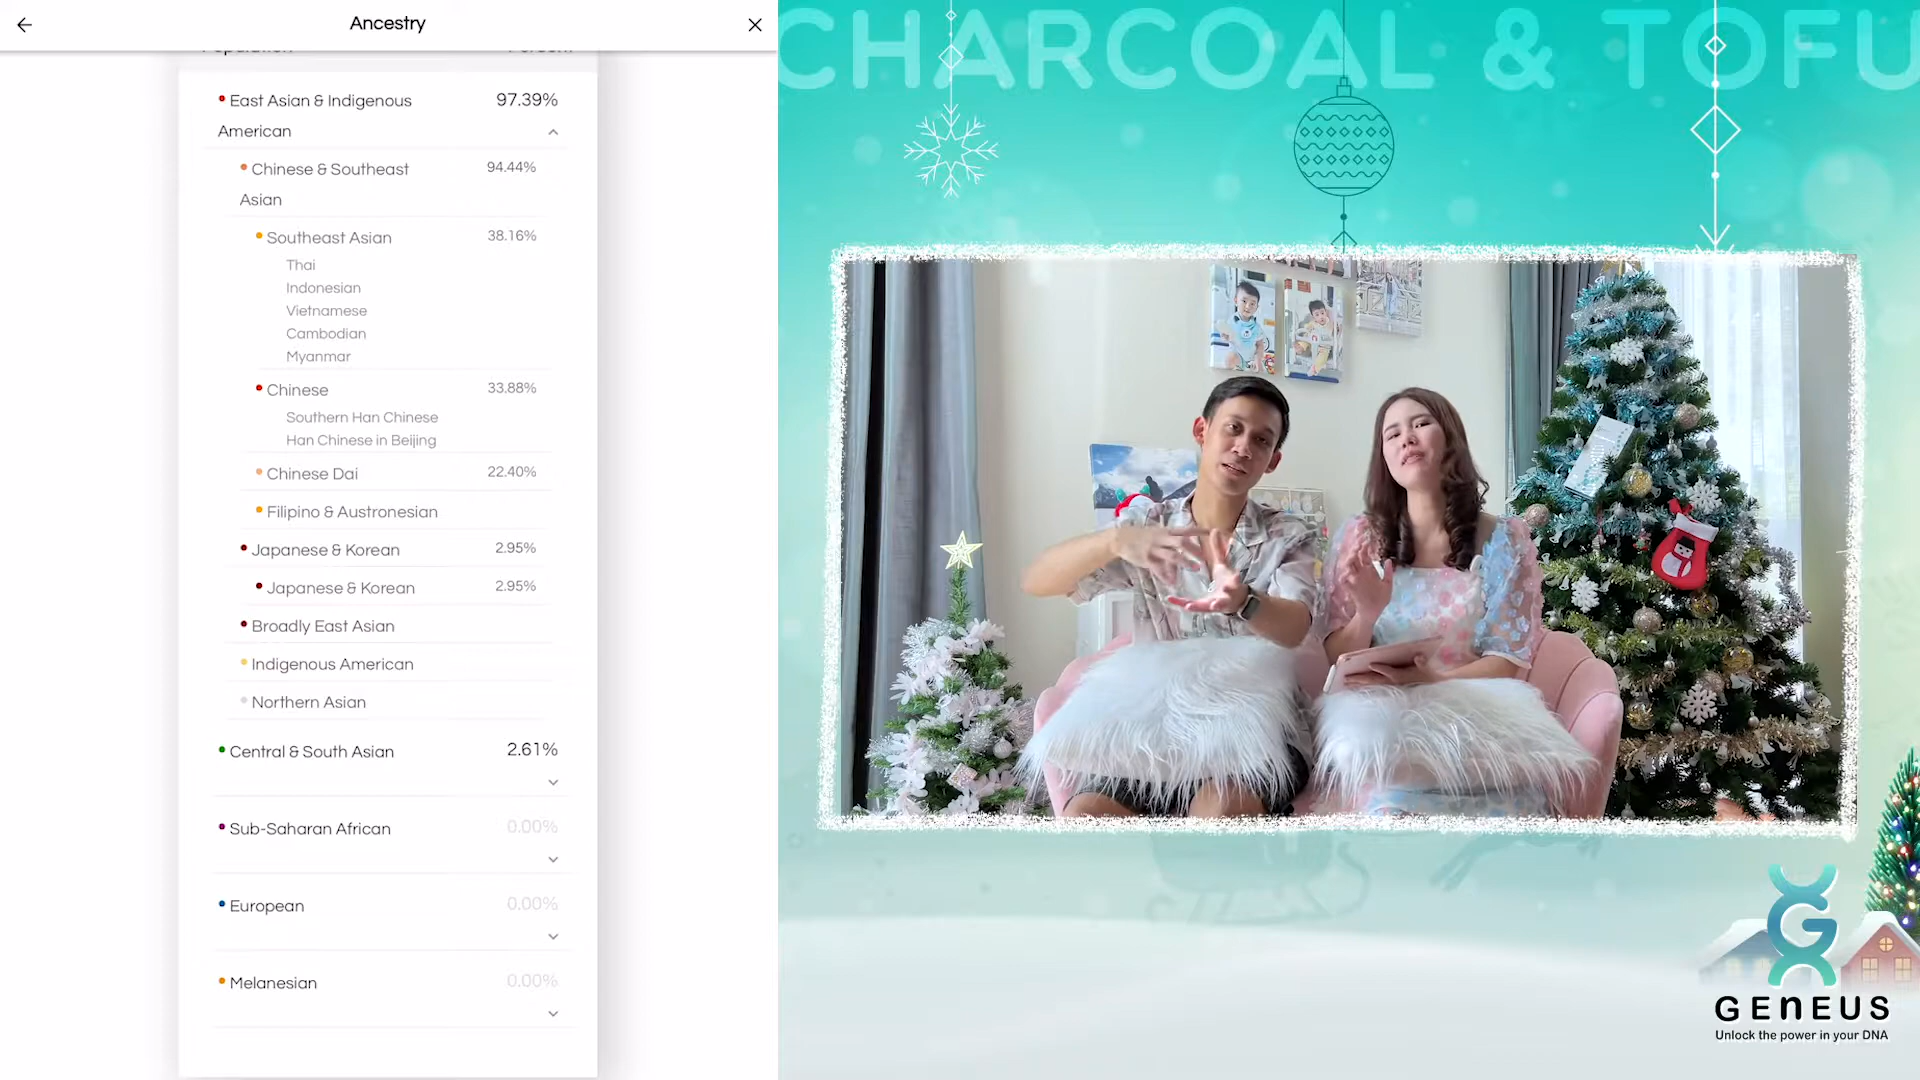 Ancestry
East Asian & Indigenous 97.39%
American
Chinese & Southeast 94.44%
Asian
Southeast Asian 38.16%
Thai
Indonesian
Vietnamese
Cambodian
Myanmar
Chinese 33.88%
Southern Han Chinese
Han Chinese in Beijing
Chinese Dai 22.40%
Filipino & Austronesian
Japanese & Korean 2.95%
Japanese & Korean 2.95%
Broadly East Asian
Indigenous American
Northern Asian
Central & South Asian 2.61%
Sub-Saharan African 0.00%
European 0.00%
Melanesian 0.00%
CHARCOAL & TOFU
GENEUS
Unlock the power in your DNA